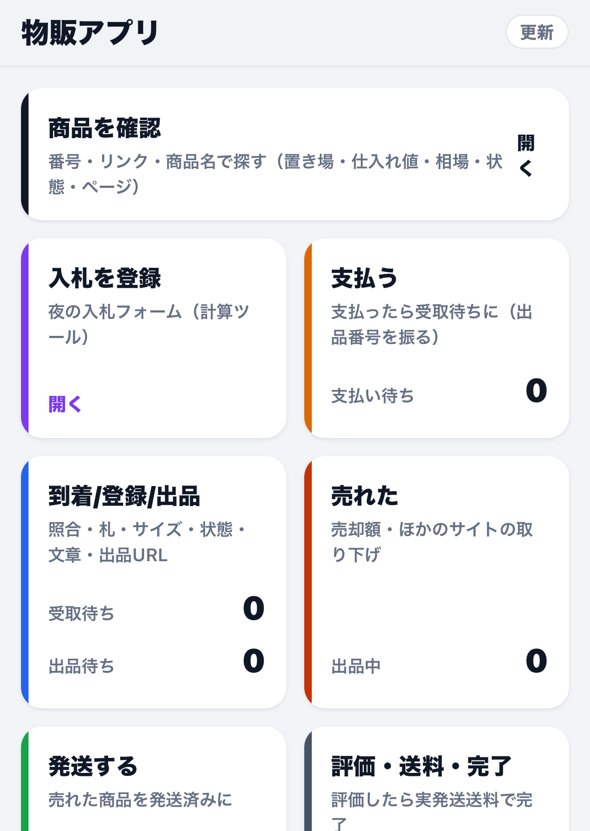 物販アプリ
更新
商品を確認
番号・リンク・商品名で探す（置き場・仕入れ値・相場・状
態・ページ）
開
く
入札を登録
夜の入札フォーム（計算ツ
ール）
開く
支払う
支払ったら受取待ちに（出
品番号を振る）
支払い待ち
0
到着/登録/出品
照合・札・サイズ・状態・
文章・出品URL
受取待ち
0
出品待ち
0
売れた
売却額・ほかのサイトの取
り下げ
出品中
0
発送する
売れた商品を発送済みに
評価・送料・完了
評価したら実発送送料で完
了